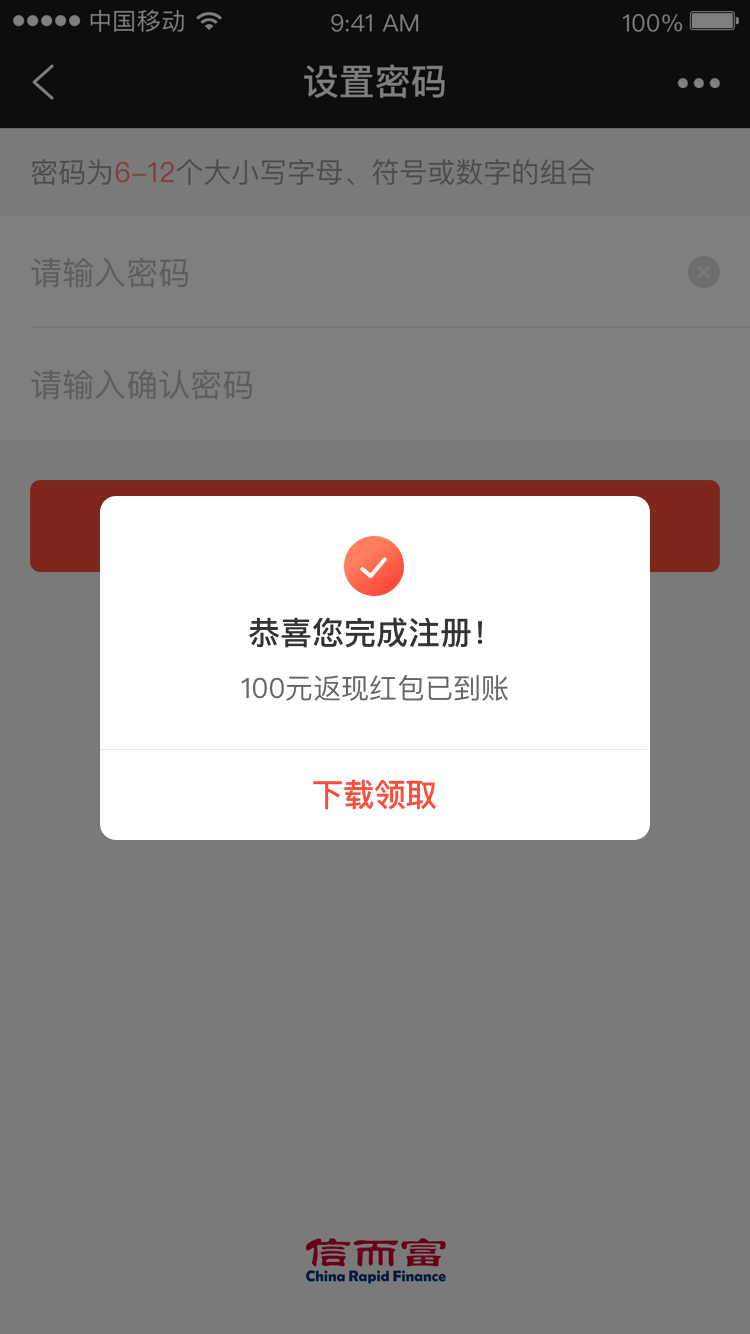 中国移动 9:41 AM 100%
设置密码
密码为6-12个大小写字母、符号或数字的组合
请输入密码
请输入确认密码
恭喜您完成注册!
100元返现红包已到账
下载领取
信而富
China Rapid Finance